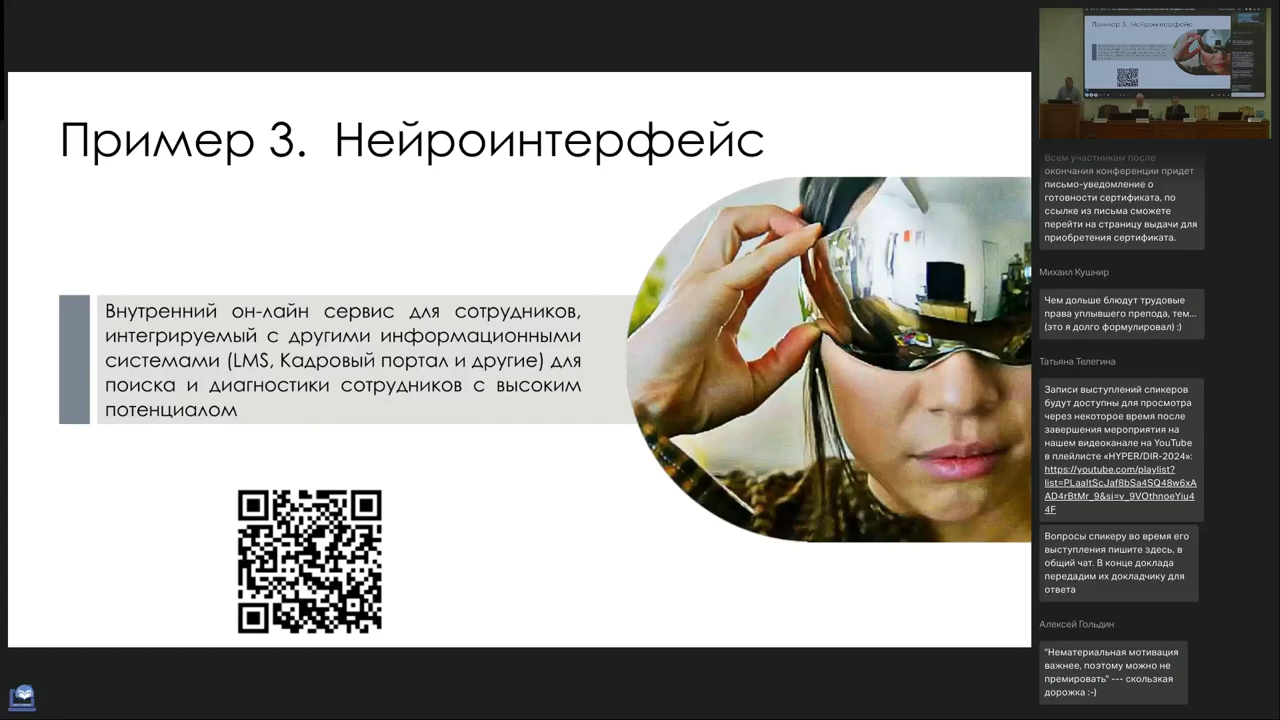 Пример 3. Нейроинтерфейс
Внутренний он-лайн сервис для сотрудников,
интегрируемый с другими информационными
системами (LMS, Кадровый портал и другие) для
поиска и диагностики сотрудников с высоким
потенциалом
Пример 3. Нейроинтерфейс
Всем участникам после
окончания конференции придет
письмо-уведомление о
готовности сертификата, по
ссылке из письма сможете
перейти на страницу выдачи для
приобретения сертификата.
Михаил Кушнир
Чем дольше блюдут трудовые
права уплывшего препода, тем...
(это я долго формулировал) :)
Татьяна Телегина
Записи выступлений спикеров
будут доступны для просмотра
через некоторое время после
завершения мероприятия на
нашем видеоканале на YouTube
в плейлисте «HYPER/DIR-2024»:
https://youtube.com/playlist?
list=PLaaltScJaf8bSa4SQ48w6xA
AD4rBtMr_9&si=v_9VOthnoeYiu4
4F
Вопросы спикеру во время его
выступления пишите здесь, в
общий чат. В конце доклада
передадим их докладчику для
ответа
Алексей Гольдин
"Нематериальная мотивация
важнее, поэтому можно не
премировать" --- скользкая
дорожка :-)